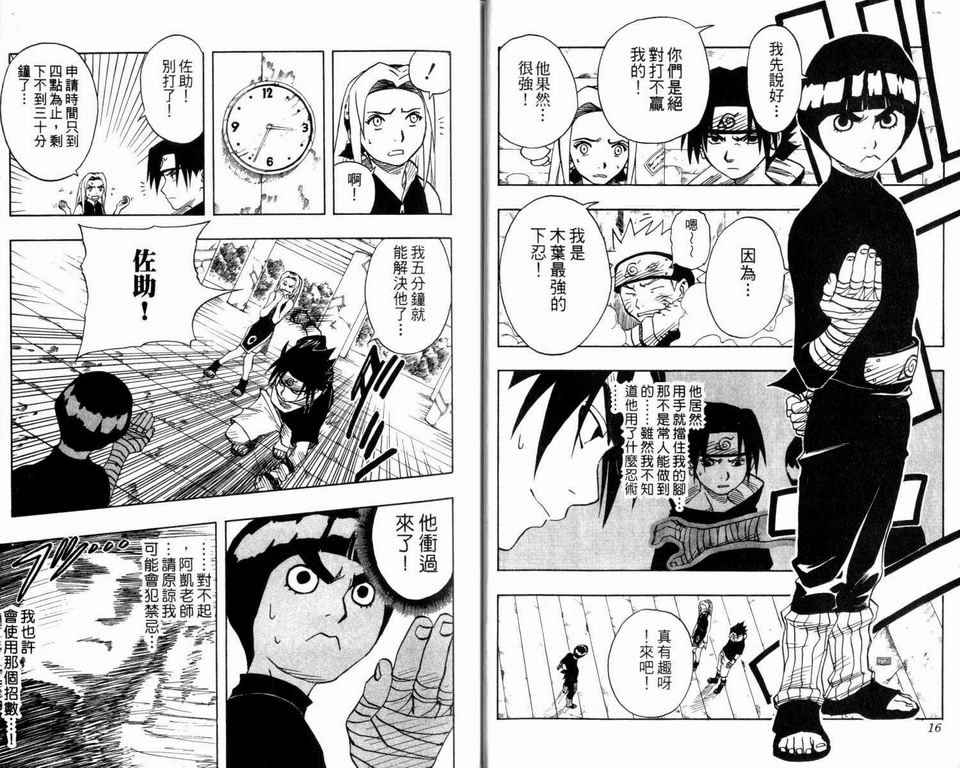 我先說好…
你們是絕
對打不贏
我的！
他果然…
很強！
因為…
嗯～
我是
木葉最強的
下忍！
他居然
用手就擋住我的腳…
那不是常人能做到
的……雖然我不知
道他用了什麼忍術
……
真有趣呀
！來吧！
16
！
啊！
12
3
6
9
佐助！
別打了！
申請時間只到
四點為止，剩
下不到三十分
鐘了…
我五分鐘就
能解決他了…
佐助！
他衝過
來了！
……對不起
，阿凱老師
…請原諒我
可能會犯禁忌…
我也許
會使用那個招數…！